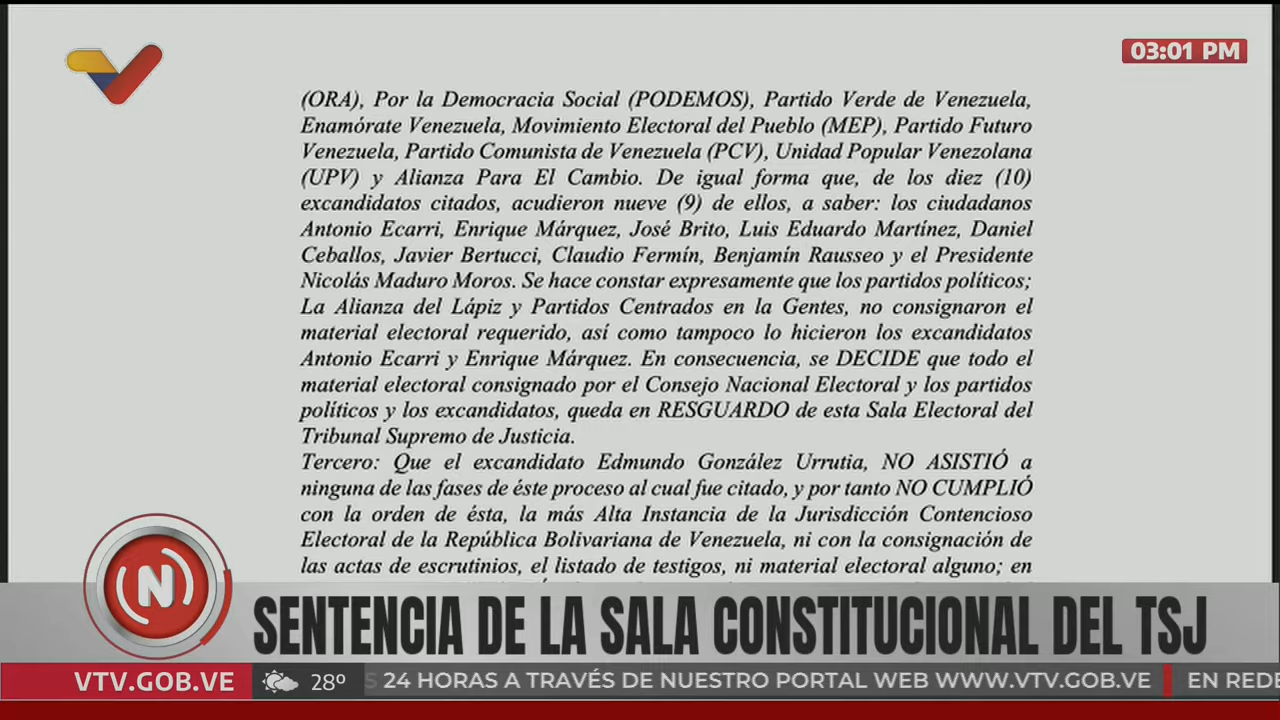 03:01 PM
(ORA), Por la Democracia Social (PODEMOS), Partido Verde de Venezuela,
Enamórate Venezuela, Movimiento Electoral del Pueblo (MEP), Partido Futuro
Venezuela, Partido Comunista de Venezuela (PCV), Unidad Popular Venezolana
(UPV) y Alianza Para El Cambio. De igual forma que, de los diez (10)
excandidatos citados, acudieron nueve (9) de ellos, a saber: los ciudadanos
Antonio Ecarri, Enrique Márquez, José Brito, Luis Eduardo Martínez, Daniel
Ceballos, Javier Bertucci, Claudio Fermín, Benjamín Rausseo y el Presidente
Nicolás Maduro Moros. Se hace constar expresamente que los partidos políticos;
La Alianza del Lápiz y Partidos Centrados en la Gentes, no consignaron el
material electoral requerido, así como tampoco lo hicieron los excandidatos
Antonio Ecarri y Enrique Márquez. En consecuencia, se DECIDE que todo el
material electoral consignado por el Consejo Nacional Electoral y los partidos
políticos y los excandidatos, queda en RESGUARDO de esta Sala Electoral del
Tribunal Supremo de Justicia.
Tercero: Que el excandidato Edmundo González Urrutia, NO ASISTIÓ a
ninguna de las fases de éste proceso al cual fue citado, y por tanto NO CUMPLIÓ
con la orden de ésta, la más Alta Instancia de la Jurisdicción Contencioso
Electoral de la República Bolivariana de Venezuela, ni con la consignación de
las actas de escrutinios, el listado de testigos, ni material electoral alguno; en
N
SENTENCIA DE LA SALA CONSTITUCIONAL DEL TSJ
VTV.GOB.VE 28° S 24 HORAS A TRAVÉS DE NUESTRO PORTAL WEB WWW.VTV.GOB.VE EN REDE